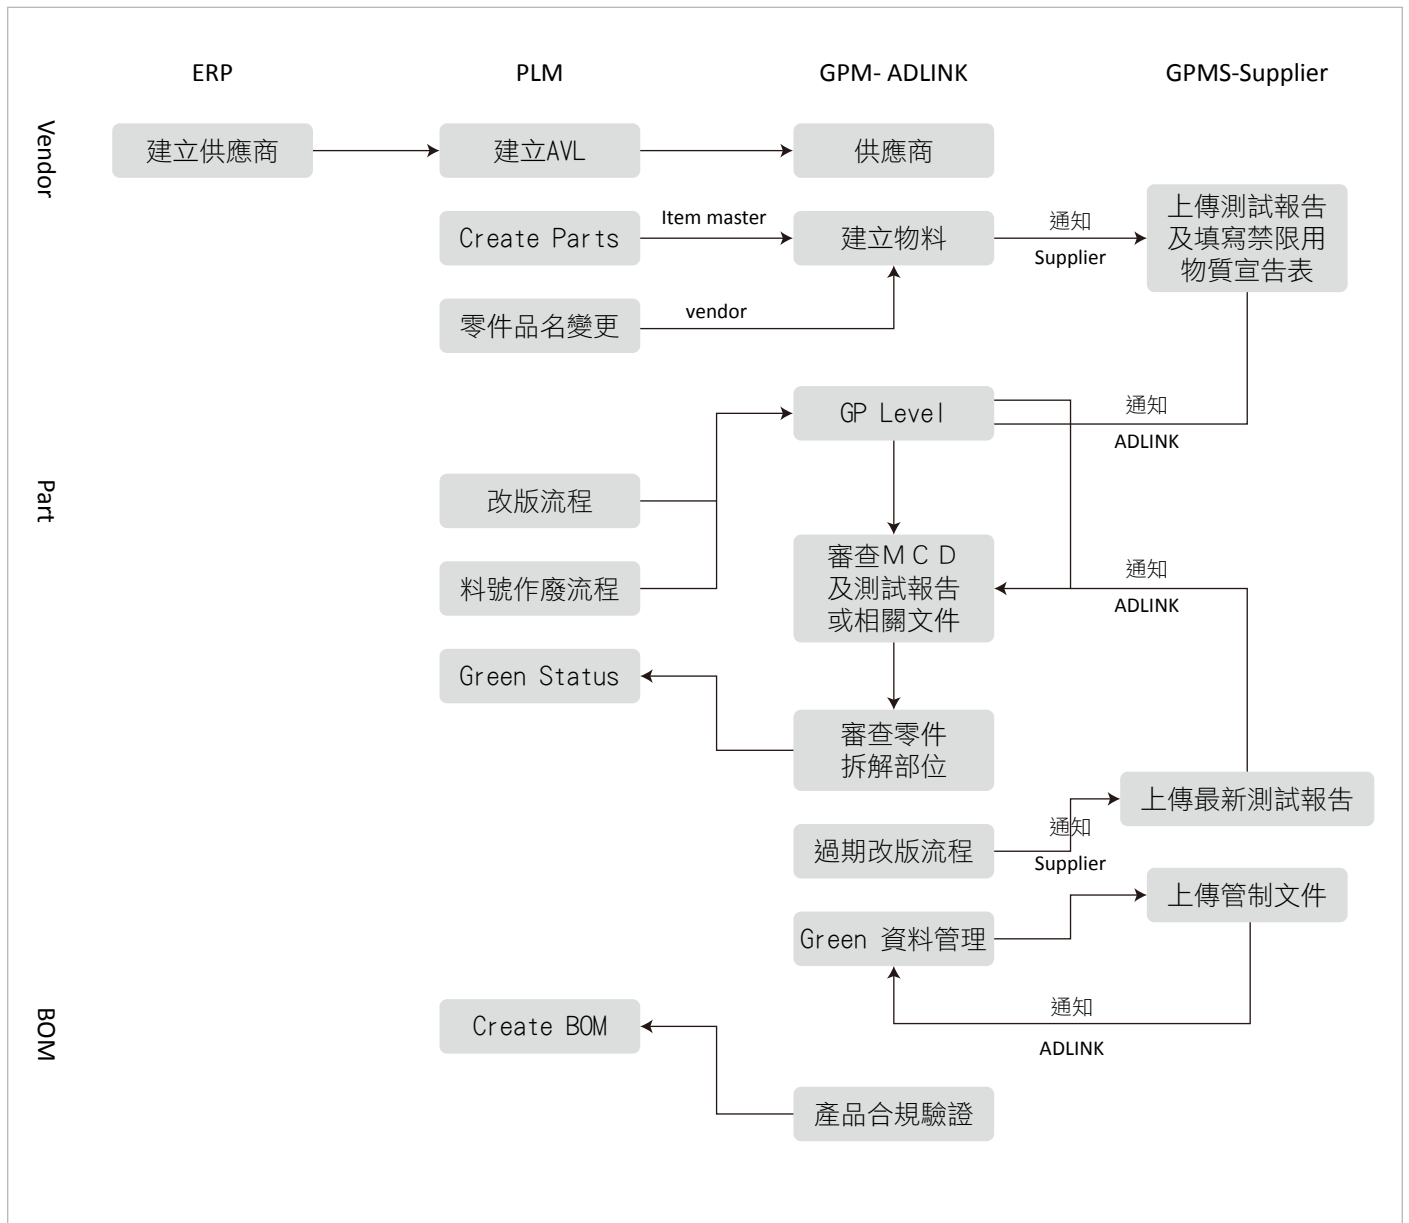 ERP
PLM
GPM- ADLINK
GPMS-Supplier
Vendor
建立供應商
建立AVL
供應商
Create Parts
Item master
建立物料
通知
Supplier
上傳測試報告
及填寫禁限用
物質宣告表
零件品名變更
vendor
GP Level
通知
ADLINK
Part
改版流程
審查MCD
及測試報告
或相關文件
通知
ADLINK
料號作廢流程
Green Status
審查零件
拆解部位
上傳最新測試報告
過期改版流程
通知
Supplier
上傳管制文件
Green 資料管理
通知
ADLINK
BOM
Create BOM
產品合規驗證